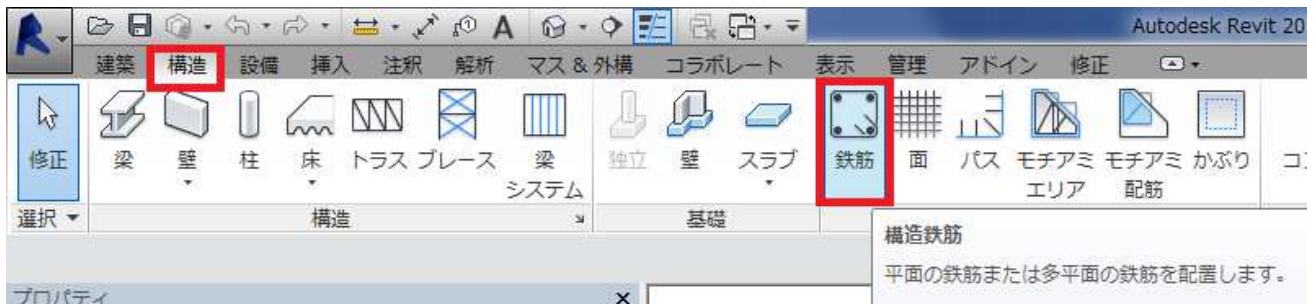 Autodesk Revit 20
建築 構造 設備 挿入 注釈 解析 マス & 外構 コラボレート 表示 管理 アドイン 修正
修正 梁 壁 柱 床 トラス ブレース 梁 独立 壁 スラブ 鉄筋 面 パス モチアミ モチアミ かぶり
システム エリア 配筋
選択 構造 基礎
構造鉄筋
平面の鉄筋または多平面の鉄筋を配置します。
プロパティ